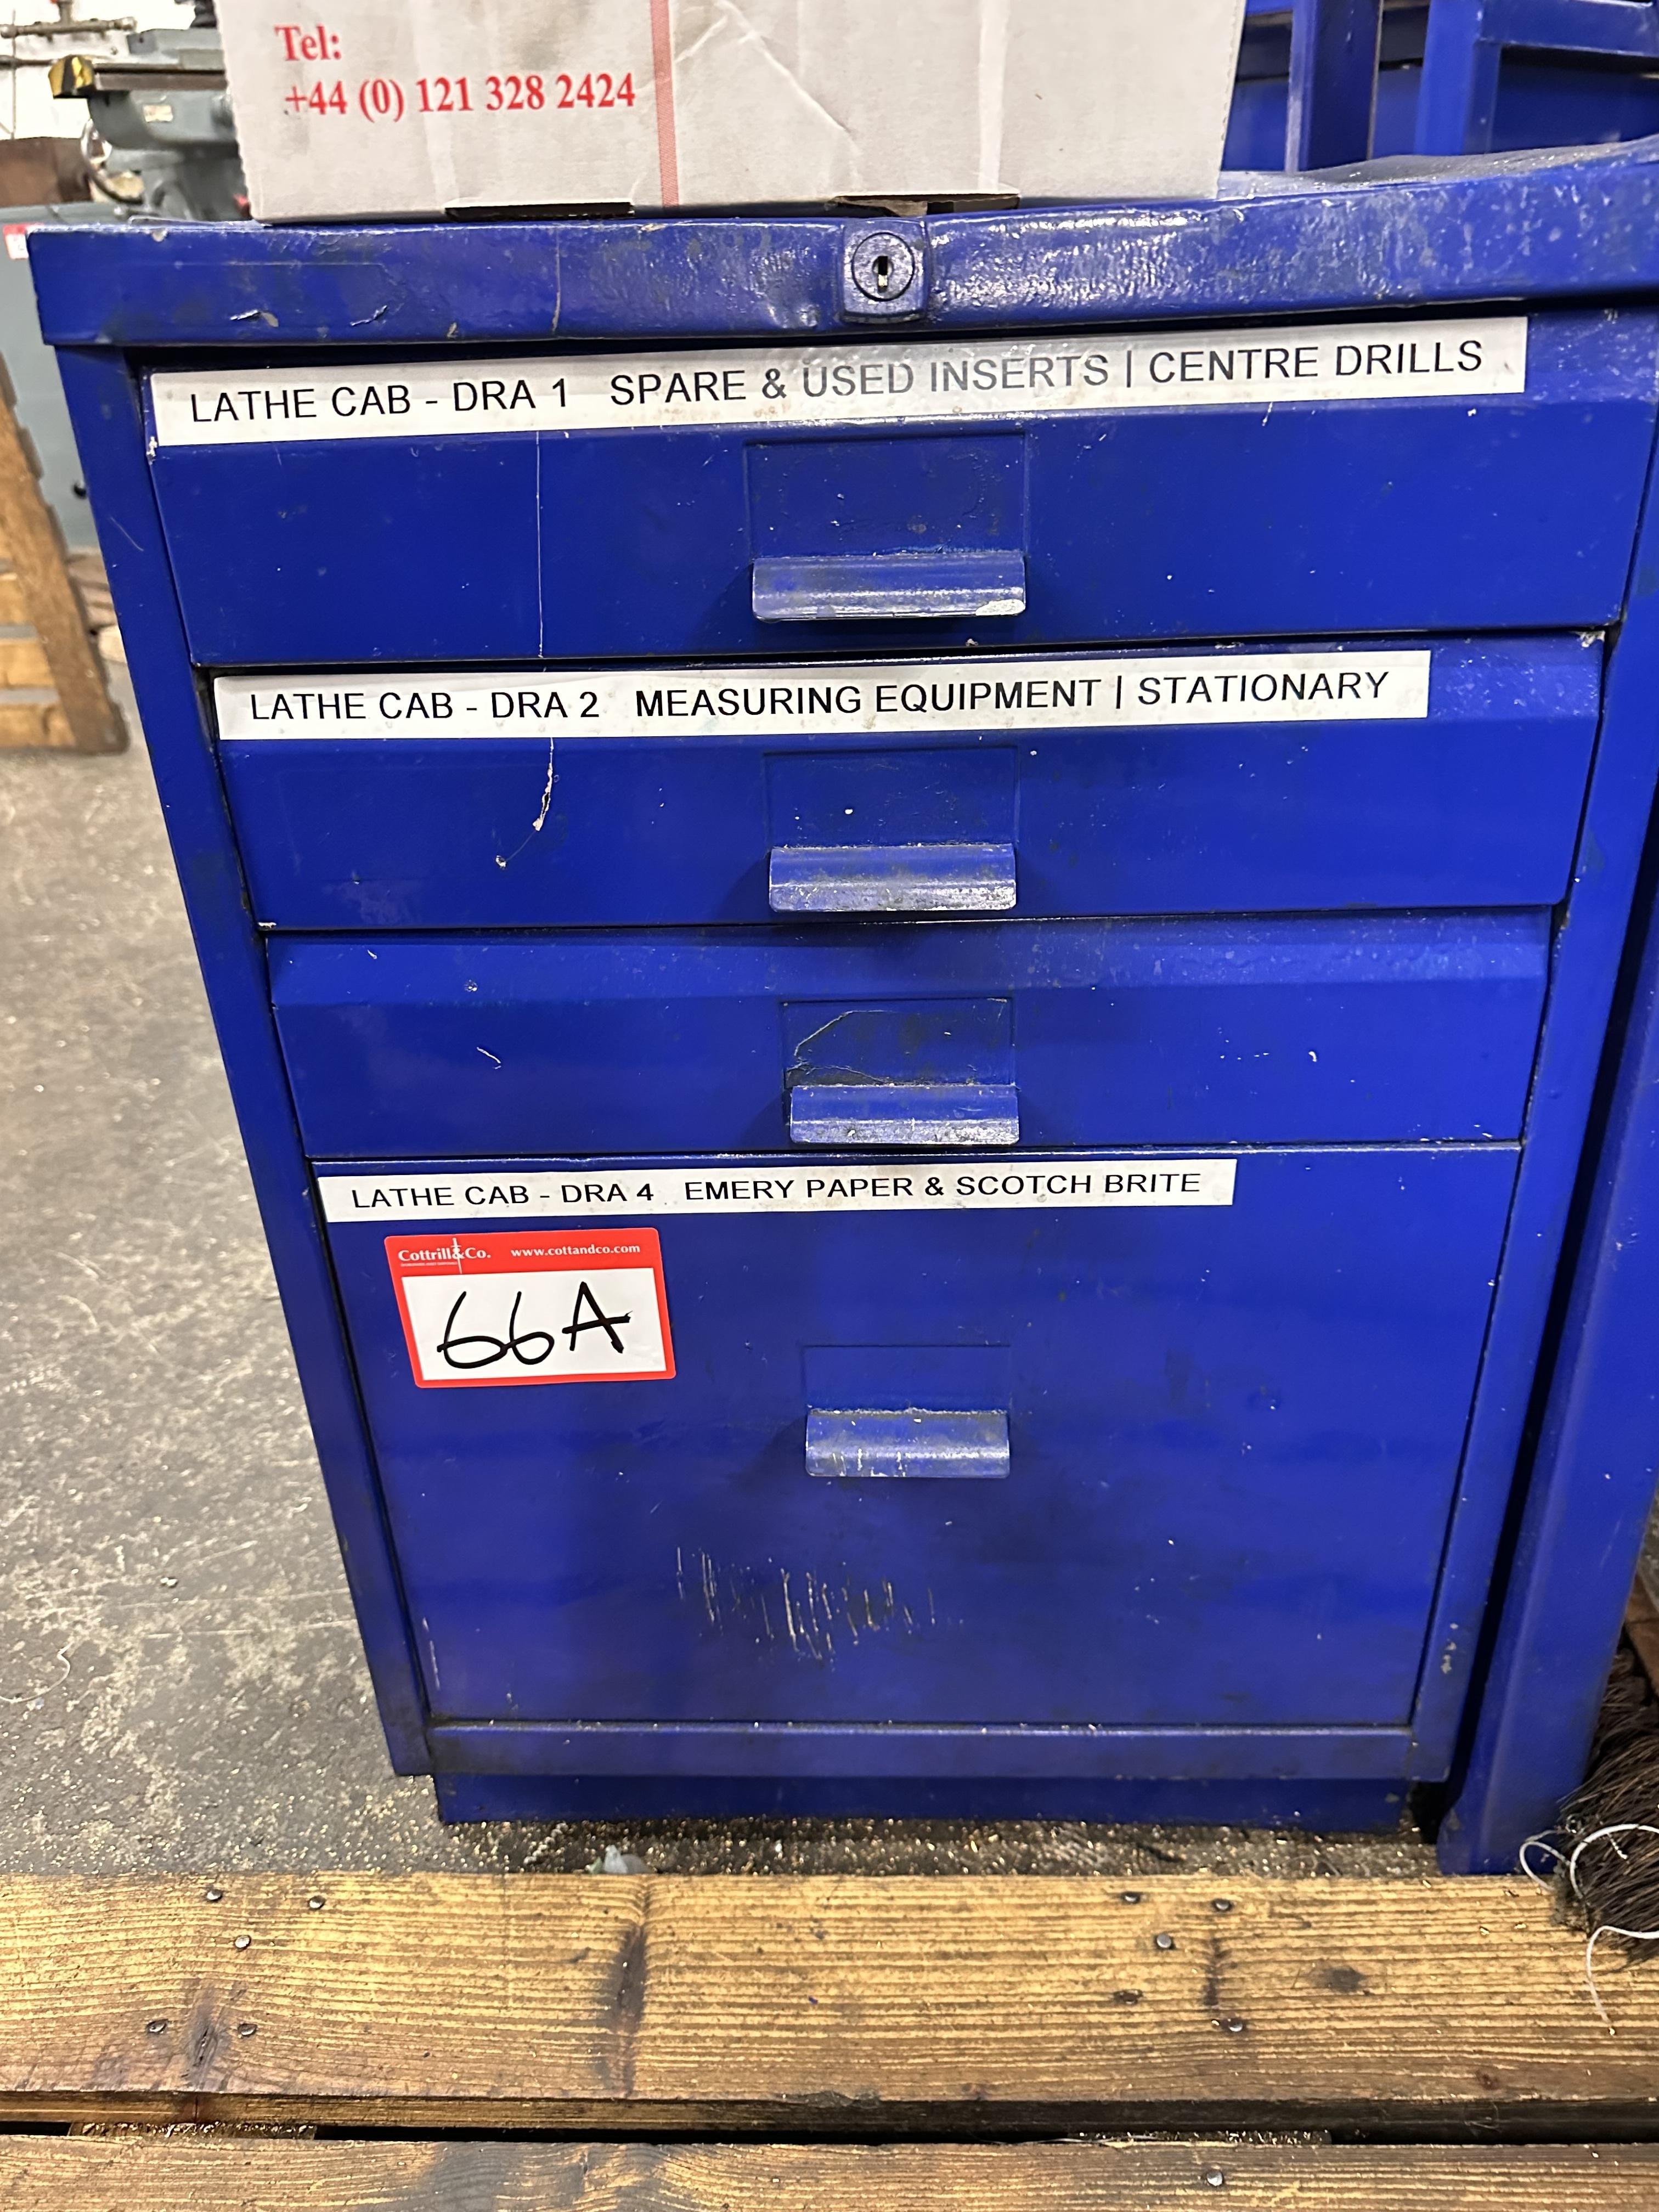 Tel:
+44 (0) 121 328 2424
LATHE CAB - DRA 1 SPARE & USED INSERTS | CENTRE DRILLS
LATHE CAB - DRA 2 MEASURING EQUIPMENT | STATIONARY
LATHE CAB - DRA 4 EMERY PAPER & SCOTCH BRITE
Cottrill&Co. www.cottandco.com
66A